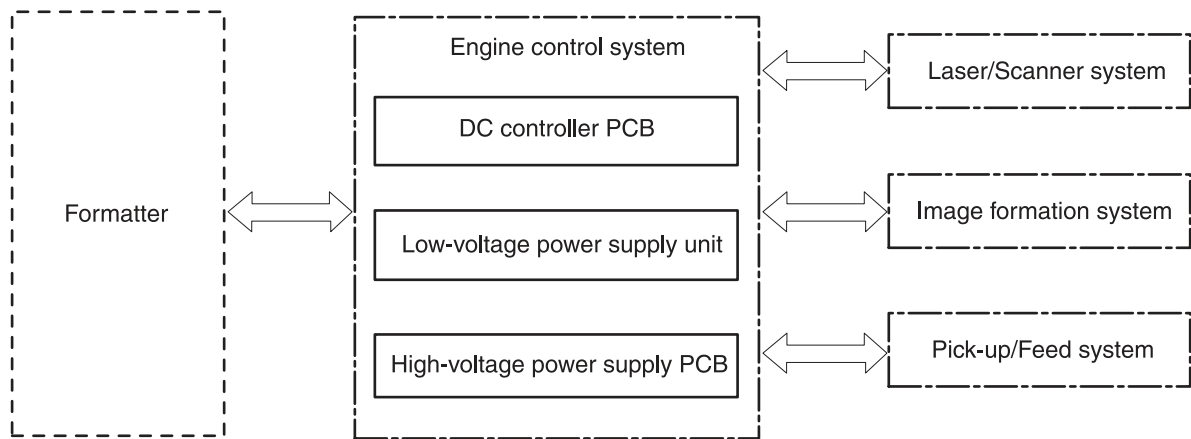 Formatter
Engine control system
DC controller PCB
Low-voltage power supply unit
High-voltage power supply PCB
Laser/Scanner system
Image formation system
Pick-up/Feed system